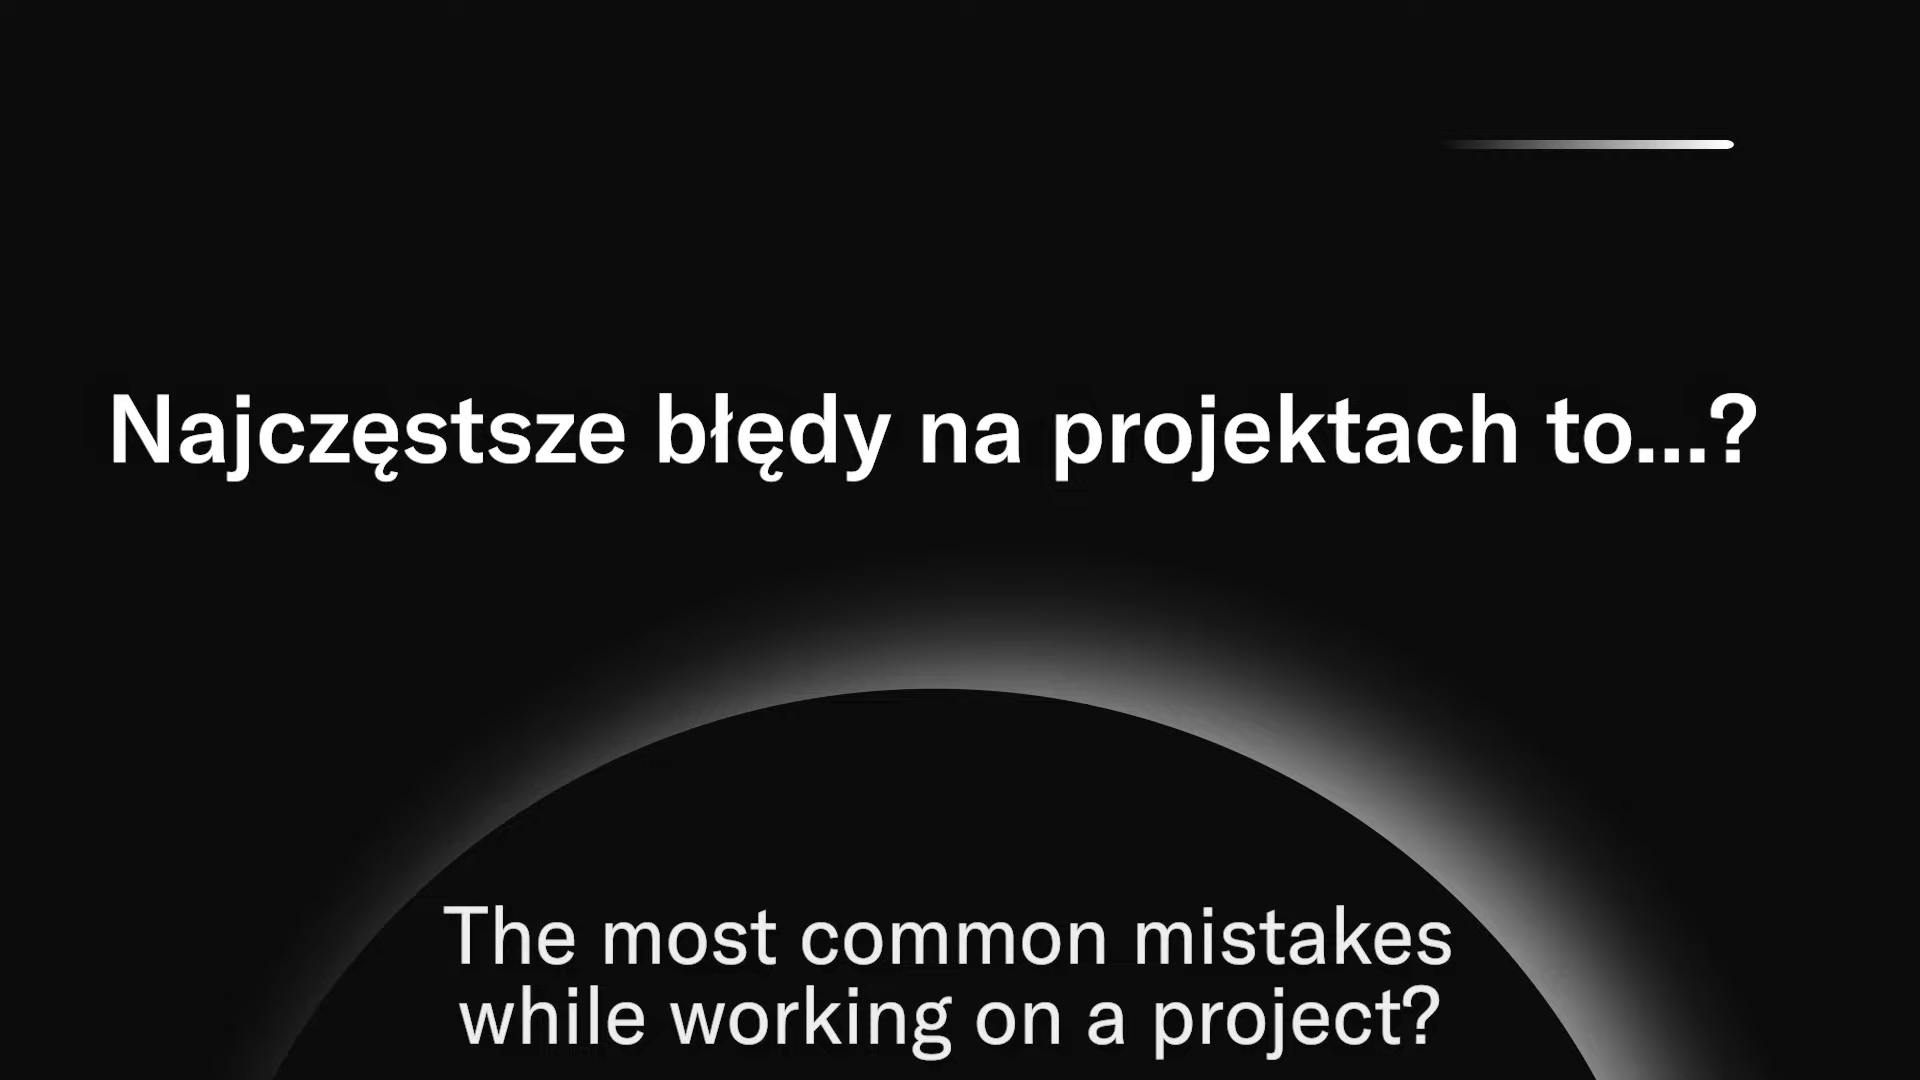 Najczęstsze błędy na projektach to...?
The most common mistakes
while working on a project?